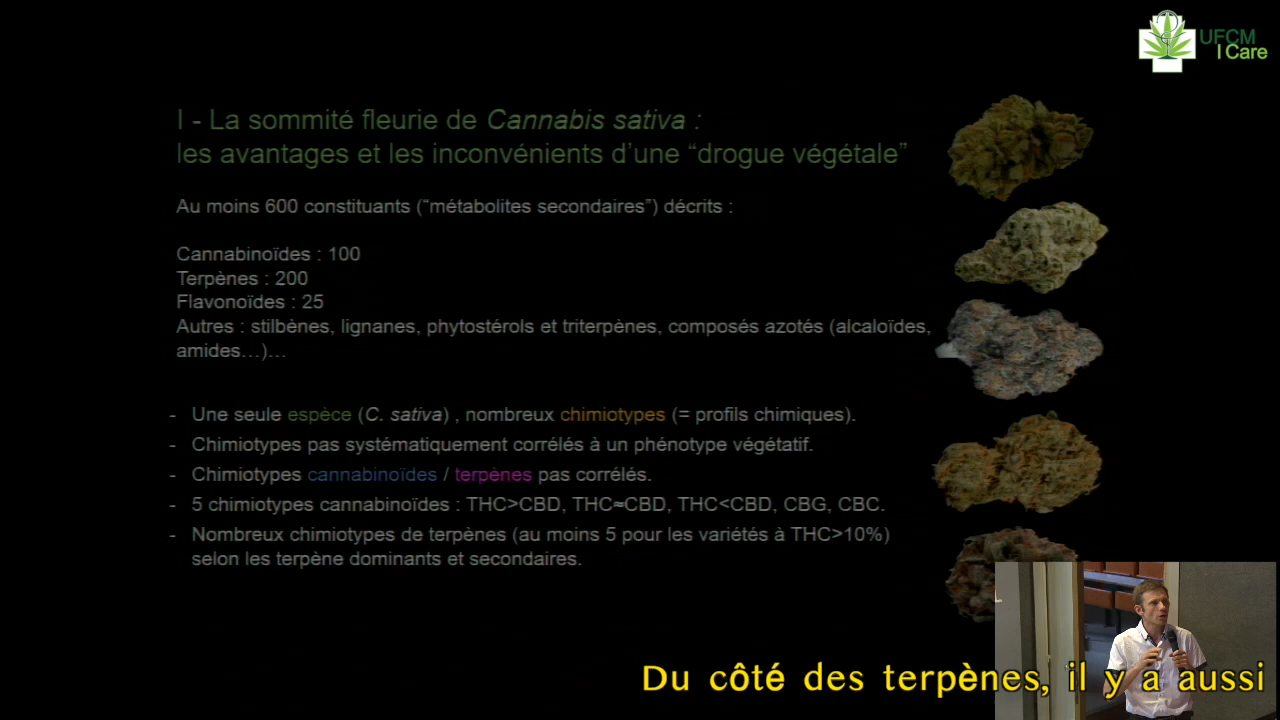 UFCM
I Care
I - La sommité fleurie de Cannabis sativa :
les avantages et les inconvénients d’une “drogue végétale”
Au moins 600 constituants (“métabolites secondaires”) décrits :
Cannabinoïdes : 100
Terpènes : 200
Flavonoïdes : 25
Autres : stilbènes, lignanes, phytostérols et triterpènes, composés azotés (alcaloïdes,
amides…)…
- Une seule espèce (C. sativa) , nombreux chimiotypes (= profils chimiques).
- Chimiotypes pas systématiquement corrélés à un phénotype végétatif.
- Chimiotypes cannabinoïdes / terpènes pas corrélés.
- 5 chimiotypes cannabinoïdes : THC>CBD, THC≈CBD, THC<CBD, CBG, CBC.
- Nombreux chimiotypes de terpènes (au moins 5 pour les variétés à THC>10%)
selon les terpène dominants et secondaires.
Du côté des terpènes, il y a aussi